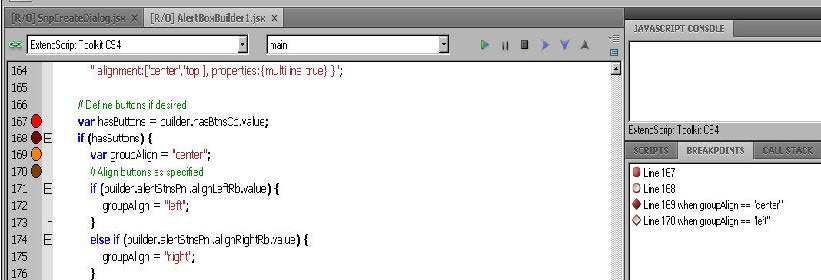 [R/O] SnpCreateDialog.jsx × [R/O] AlertBoxBuilder1.jsx ×
ExtendScript Toolkit CS4 main
164 " alignment:['center','top'], properties:{multiline:true} }';
165
166 // Define buttons if desired
167 var hasButtons = builder.hasBtnsCb.value;
168 if (hasButtons) {
169 var groupAlign = "center";
170 // Align buttons as specified
171 if (builder.alertBtnsPnl.alignLeftRb.value) {
172 groupAlign = "left";
173 }
174 else if (builder.alertBtnsPnl.alignRightRb.value) {
175 groupAlign = "right";
176 }
JAVASCRIPT CONSOLE
ExtendScript Toolkit CS4
SCRIPTS BREAKPOINTS CALL STACK
Line 167
Line 168
Line 169 when groupAlign == "center"
Line 170 when groupAlign == "left"